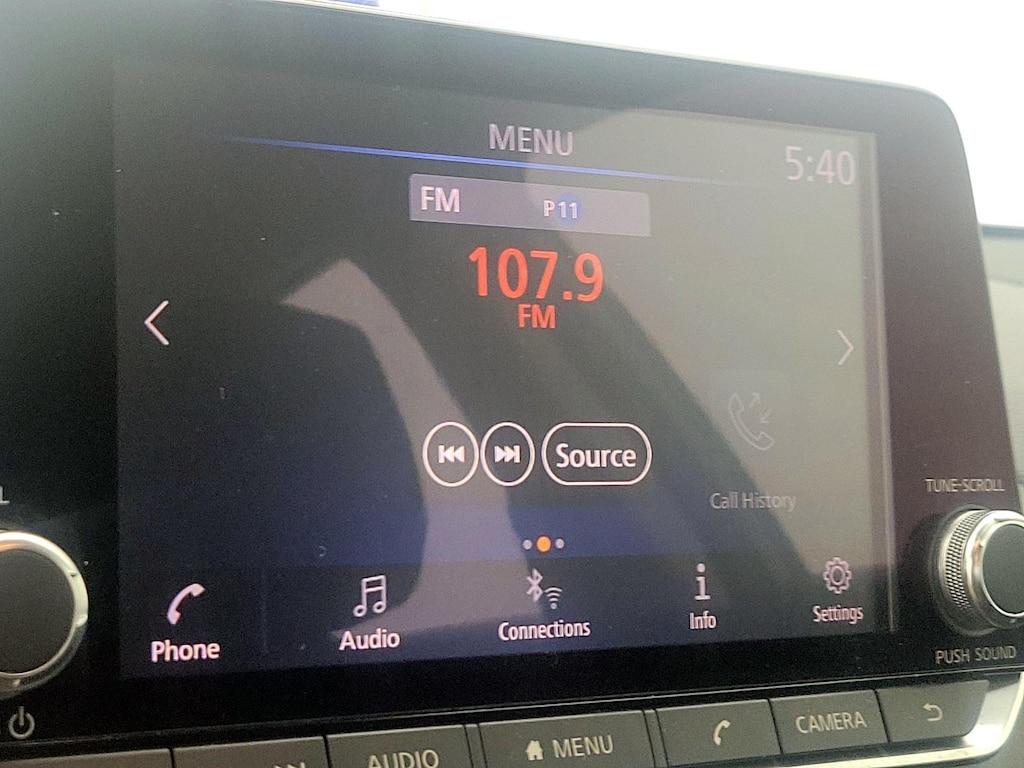 MENU
5:40
FM P11
107.9
FM
Source
Call History
TUNE·SCROLL
Phone
Audio
Connections
Info
Settings
PUSH SOUND
AUDIO
MENU
CAMERA